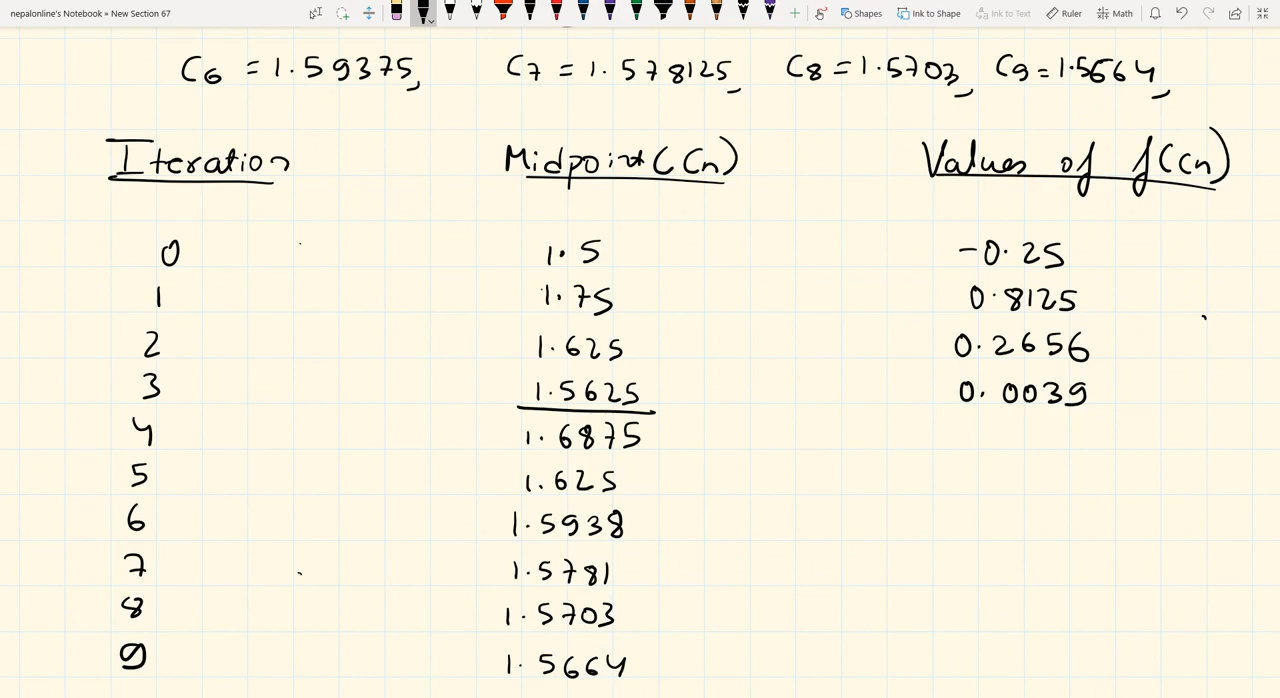 nepalonline's Notebook » New Section 67
Shapes Ink to Shape Ink to Text Ruler Math
C6 = 1.59375, C7 = 1.578125, C8 = 1.5703, C9 = 1.5664,
Iteration Midpoint (Cn) Values of f(Cn)
0 1.5 -0.25
1 1.75 0.8125
2 1.625 0.2656
3 1.5625 0.0039
4 1.6875
5 1.625
6 1.5938
7 1.5781
8 1.5703
9 1.5664